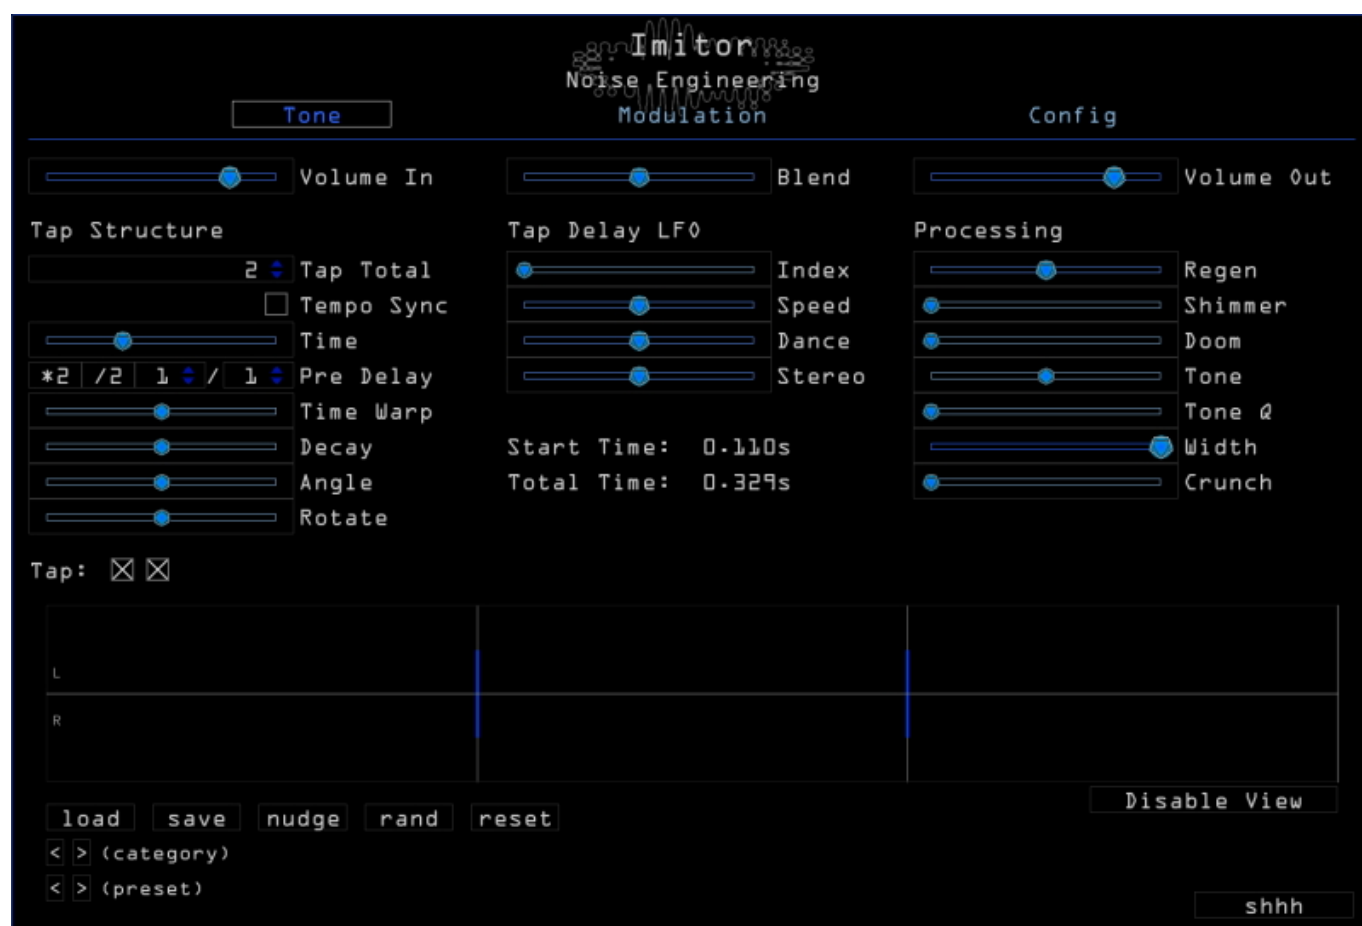 Imitor
Noise Engineering
Tone Modulation Config
Volume In Blend Volume Out
Tap Structure Tap Delay LFO Processing
2 Tap Total Index Regen
Tempo Sync Speed Shimmer
Time Dance Doom
*2 /2 1 / 1 Pre Delay Stereo Tone
Time Warp Tone Q
Decay Start Time: 0.110s Width
Angle Total Time: 0.329s Crunch
Rotate
Tap:
L
R
Disable View
load save nudge rand reset
< > (category)
< > (preset)
shhh